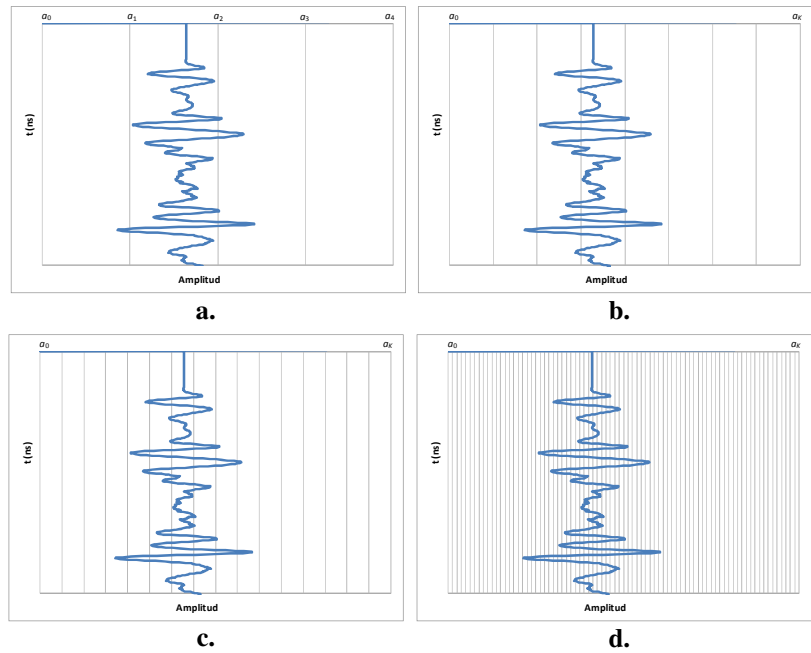 a0 a1 a2 a3 a4
t(ns)
Amplitud
a.
a0 aK
t(ns)
Amplitud
b.
a0 aK
t(ns)
Amplitud
c.
a0 aK
t(ns)
Amplitud
d.